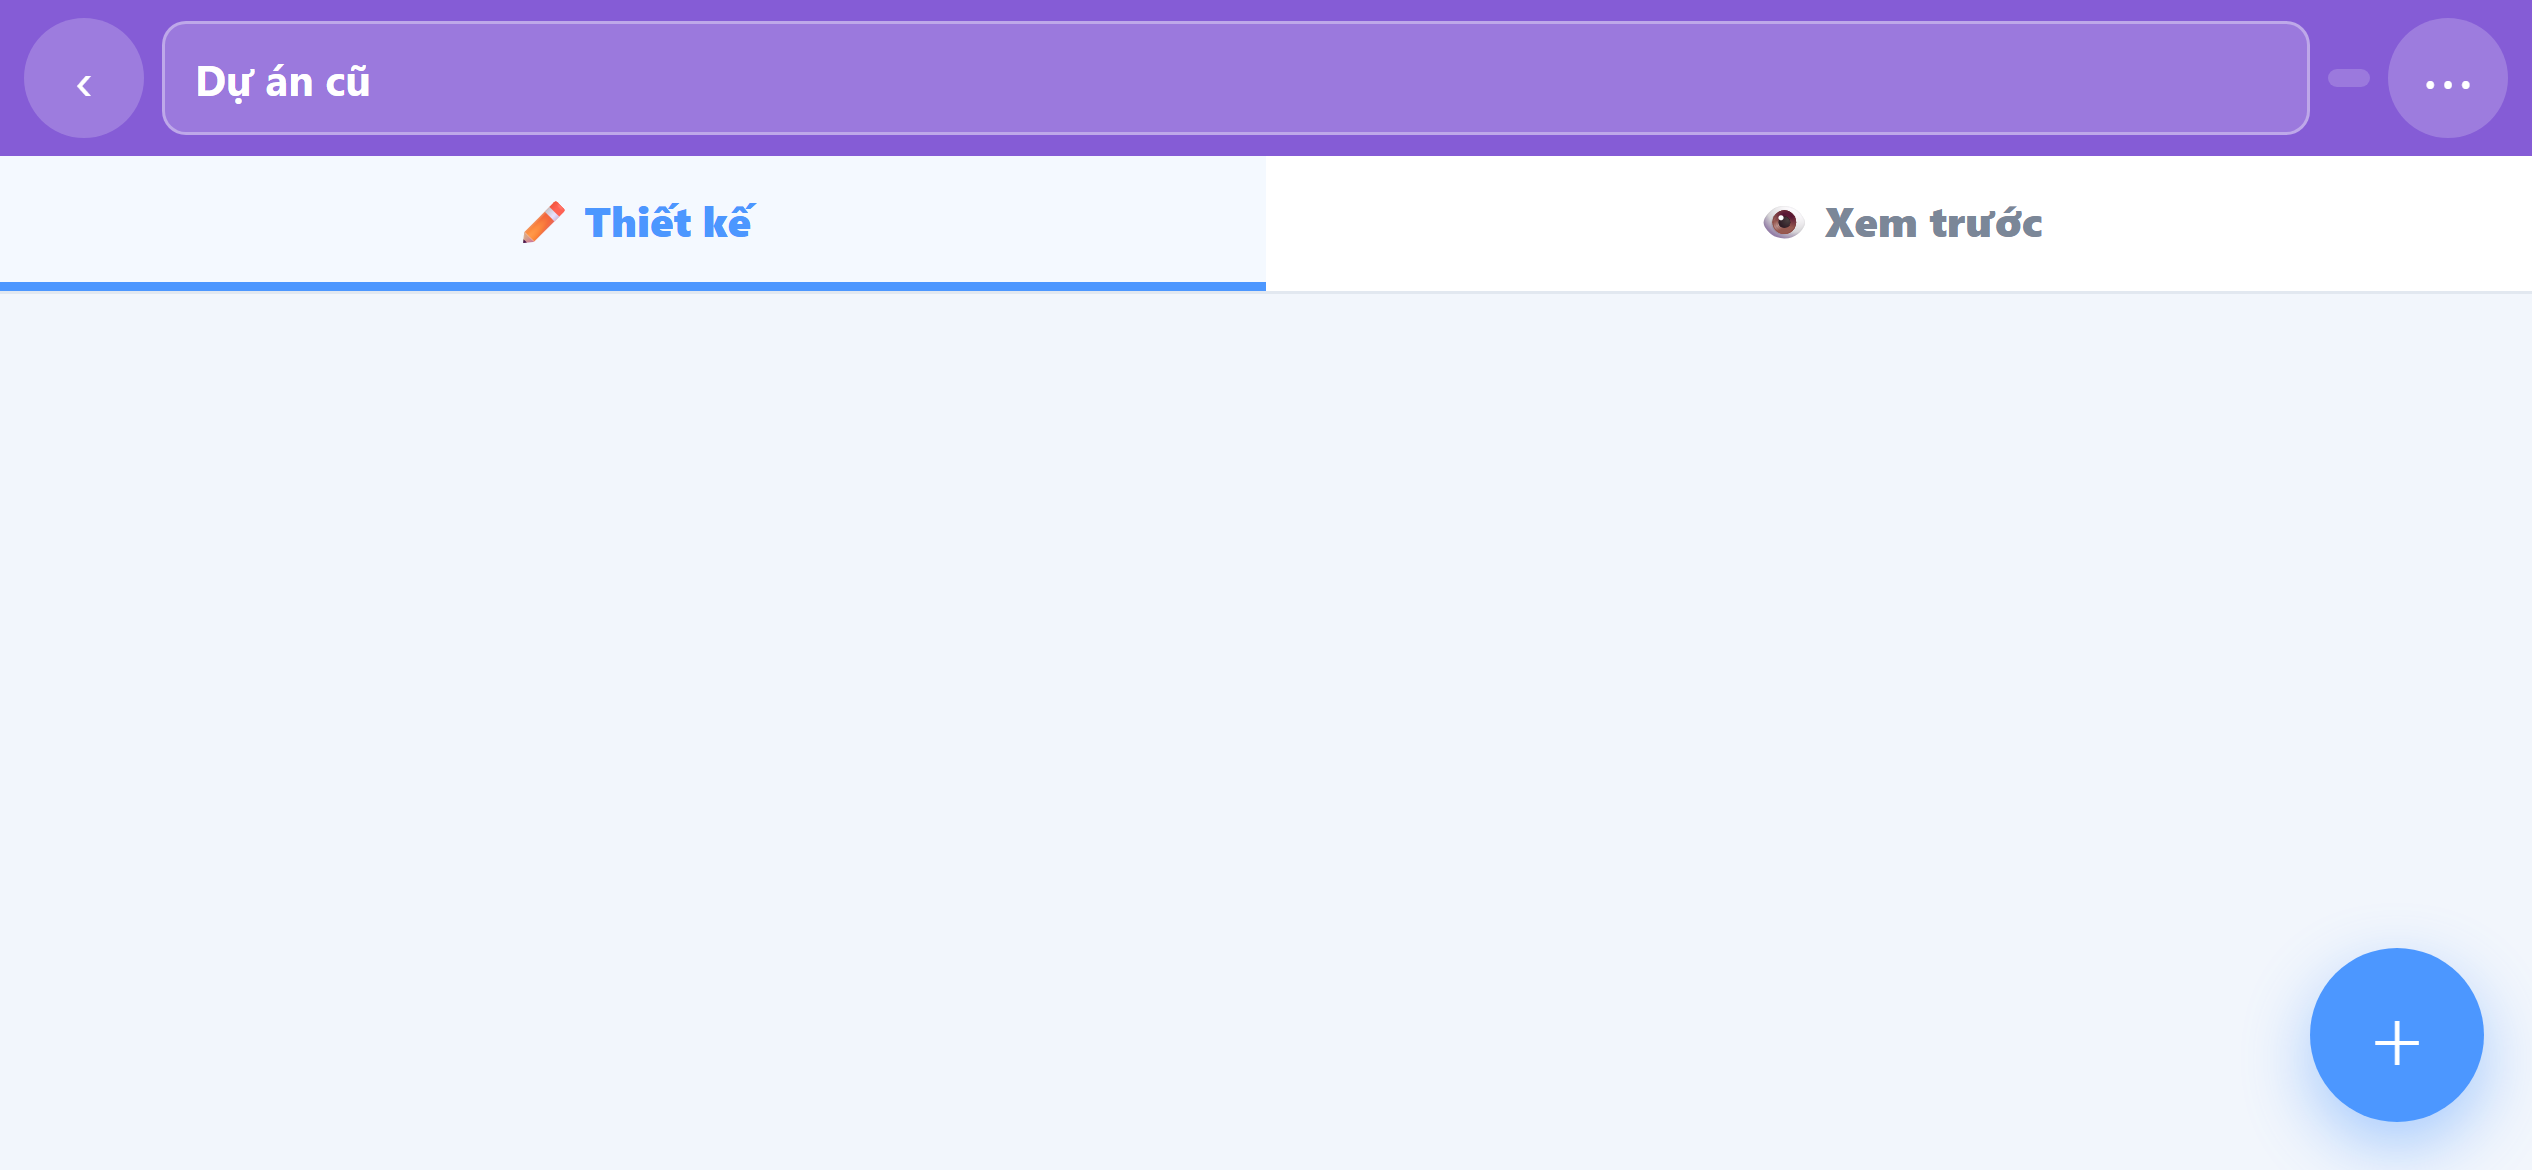 Dự án cũ
Thiết kế
Xem trước